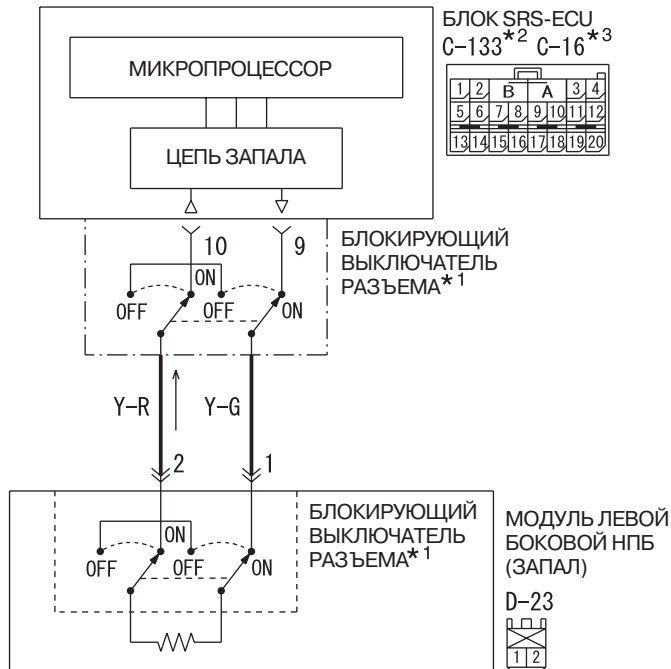 БЛОК SRS-ECU
C-133*2 C-16*3
МИКРОПРОЦЕССОР
1 2 B A 3 4
5 6 7 8 9 10 11 12
13 14 15 16 17 18 19 20
ЦЕПЬ ЗАПАЛА
10 9
БЛОКИРУЮЩИЙ
ВЫКЛЮЧАТЕЛЬ
РАЗЪЕМА*1
ON
OFF OFF ON
Y-R Y-G
2 1
БЛОКИРУЮЩИЙ
ВЫКЛЮЧАТЕЛЬ
РАЗЪЕМА*1
ON
OFF OFF ON
МОДУЛЬ ЛЕВОЙ
БОКОВОЙ НПБ
(ЗАПАЛ)
D-23
1 2